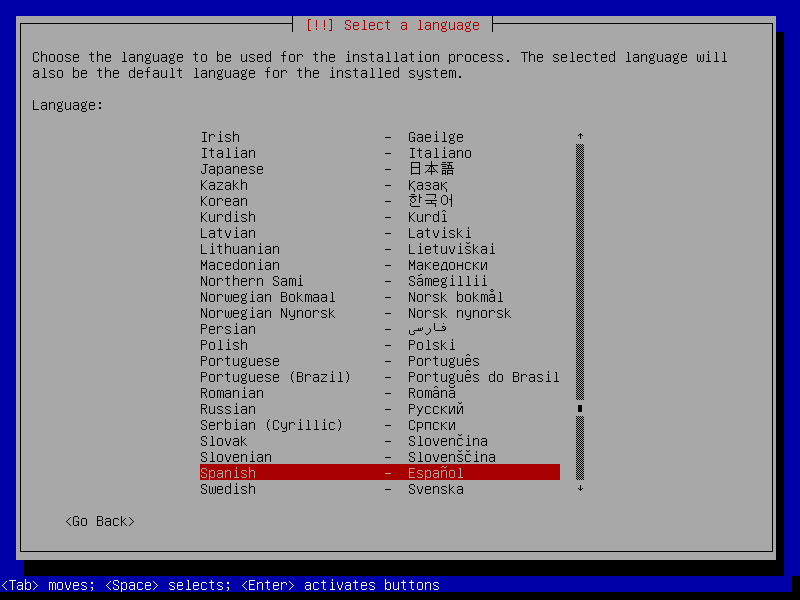 [!!] Select a language
Choose the language to be used for the installation process. The selected language will
also be the default language for the installed system.
Language:
Irish - Gaeilge ↑
Italian - Italiano
Japanese - 日本語
Kazakh - Қазақ
Korean - 한국어
Kurdish - Kurdî
Latvian - Latviski
Lithuanian - Lietuviškai
Macedonian - Македонски
Northern Sami - Sámegillii
Norwegian Bokmaal - Norsk bokmål
Norwegian Nynorsk - Norsk nynorsk
Persian - فارسی
Polish - Polski
Portuguese - Português
Portuguese (Brazil) - Português do Brasil
Romanian - Română
Russian - Русский
Serbian (Cyrillic) - Српски
Slovak - Slovenčina
Slovenian - Slovenščina
Spanish - Español
Swedish - Svenska ↓
<Go Back>
<Tab> moves; <Space> selects; <Enter> activates buttons